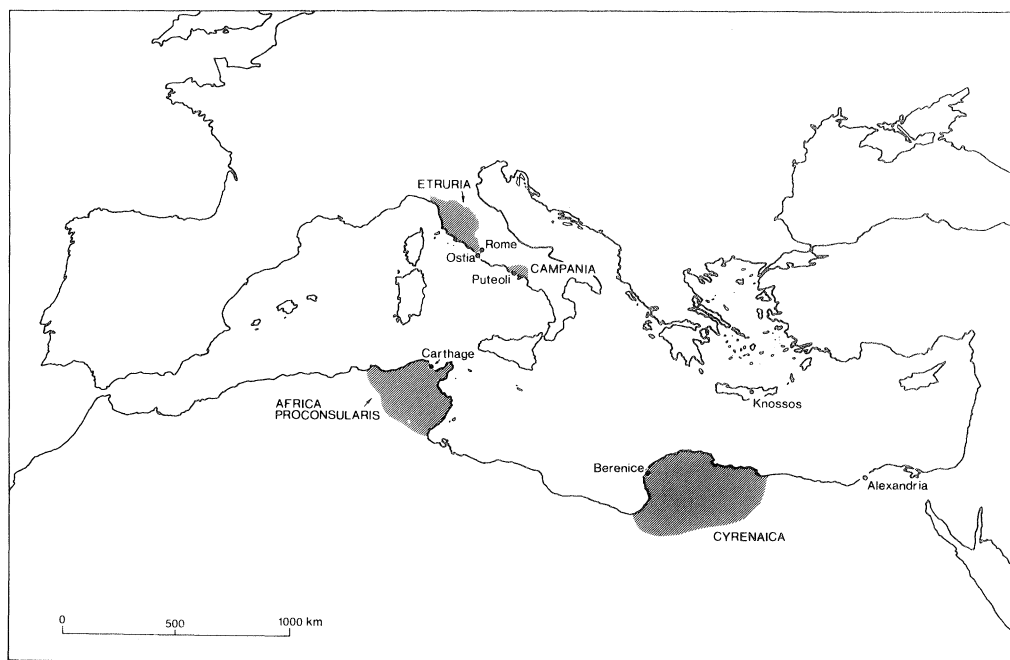 ETRURIA
Rome
Ostia
CAMPANIA
Puteoli
Carthage
AFRICA
PROCONSULARIS
Knossos
Berenice
Alexandria
CYRENAICA
0 500 1000 km